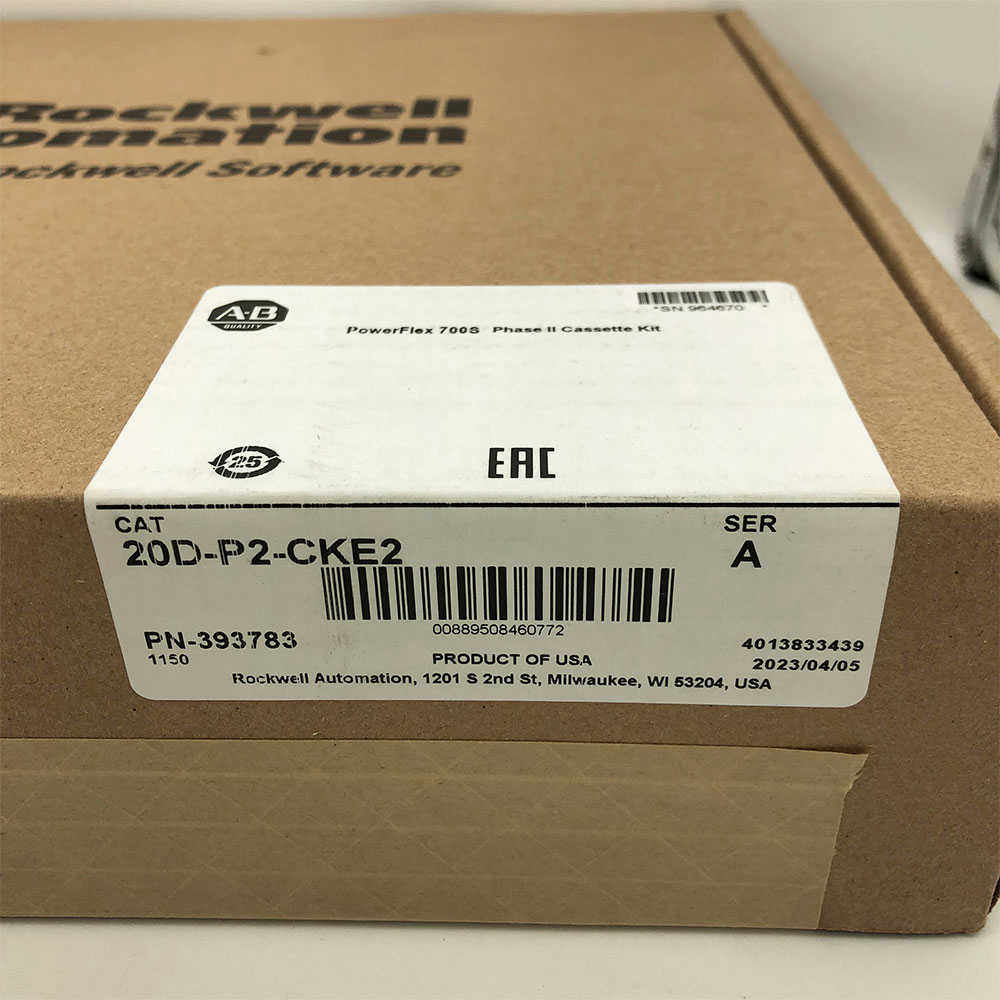 Rockwell
omation
ockwell Software
A-B
QUALITY
*SN 964670 *
PowerFlex 700S Phase II Cassette Kit
25
EAC
CAT
20D-P2-CKE2
SER
A
00889508460772
PN-393783
1150
PRODUCT OF USA
4013833439
2023/04/05
Rockwell Automation, 1201 S 2nd St, Milwaukee, WI 53204, USA